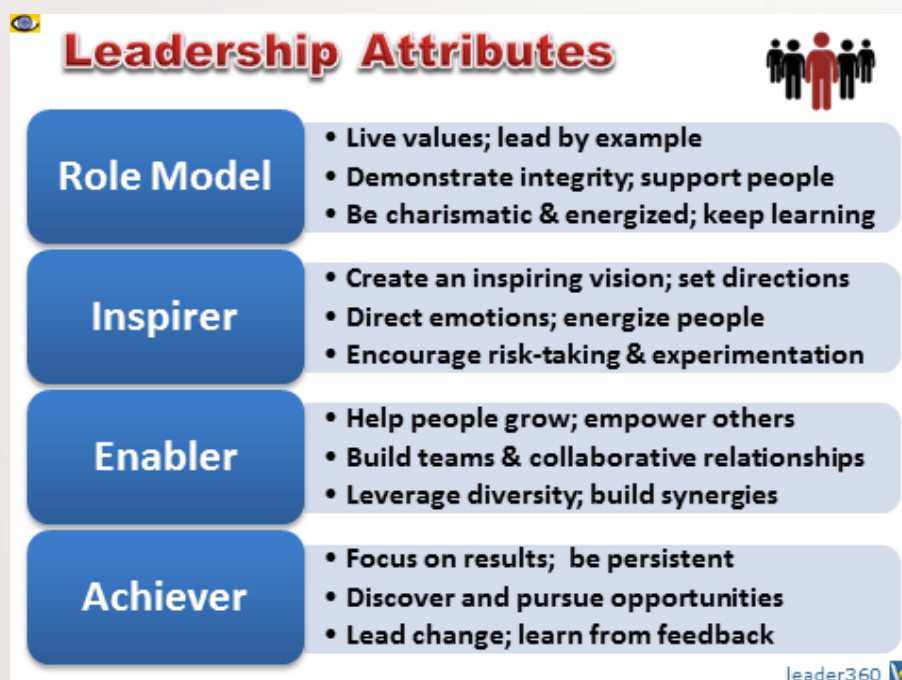 Leadership Attributes
Role Model
• Live values; lead by example
• Demonstrate integrity; support people
• Be charismatic & energized; keep learning
Inspirer
• Create an inspiring vision; set directions
• Direct emotions; energize people
• Encourage risk-taking & experimentation
Enabler
• Help people grow; empower others
• Build teams & collaborative relationships
• Leverage diversity; build synergies
Achiever
• Focus on results; be persistent
• Discover and pursue opportunities
• Lead change; learn from feedback
leader360